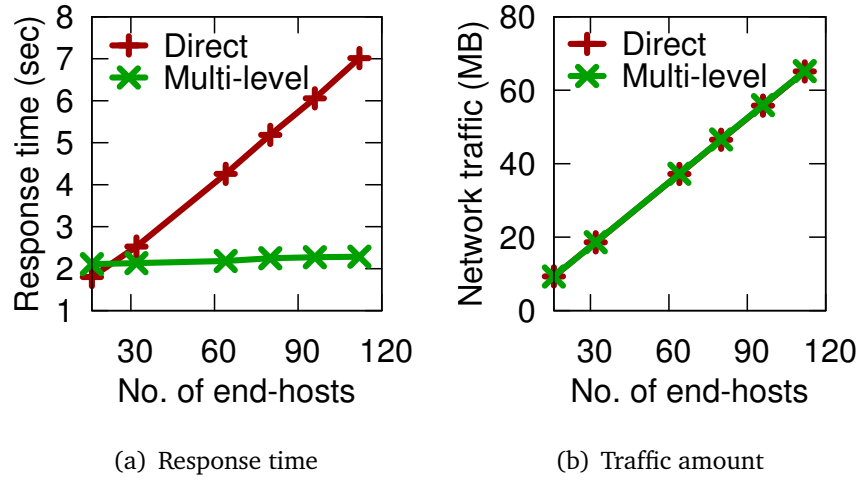 8
7
6
5
4
3
2
1
Response time (sec)
Direct
Multi-level
30 60 90 120
No. of end-hosts
(a) Response time
80
60
40
20
0
Network traffic (MB)
Direct
Multi-level
30 60 90 120
No. of end-hosts
(b) Traffic amount